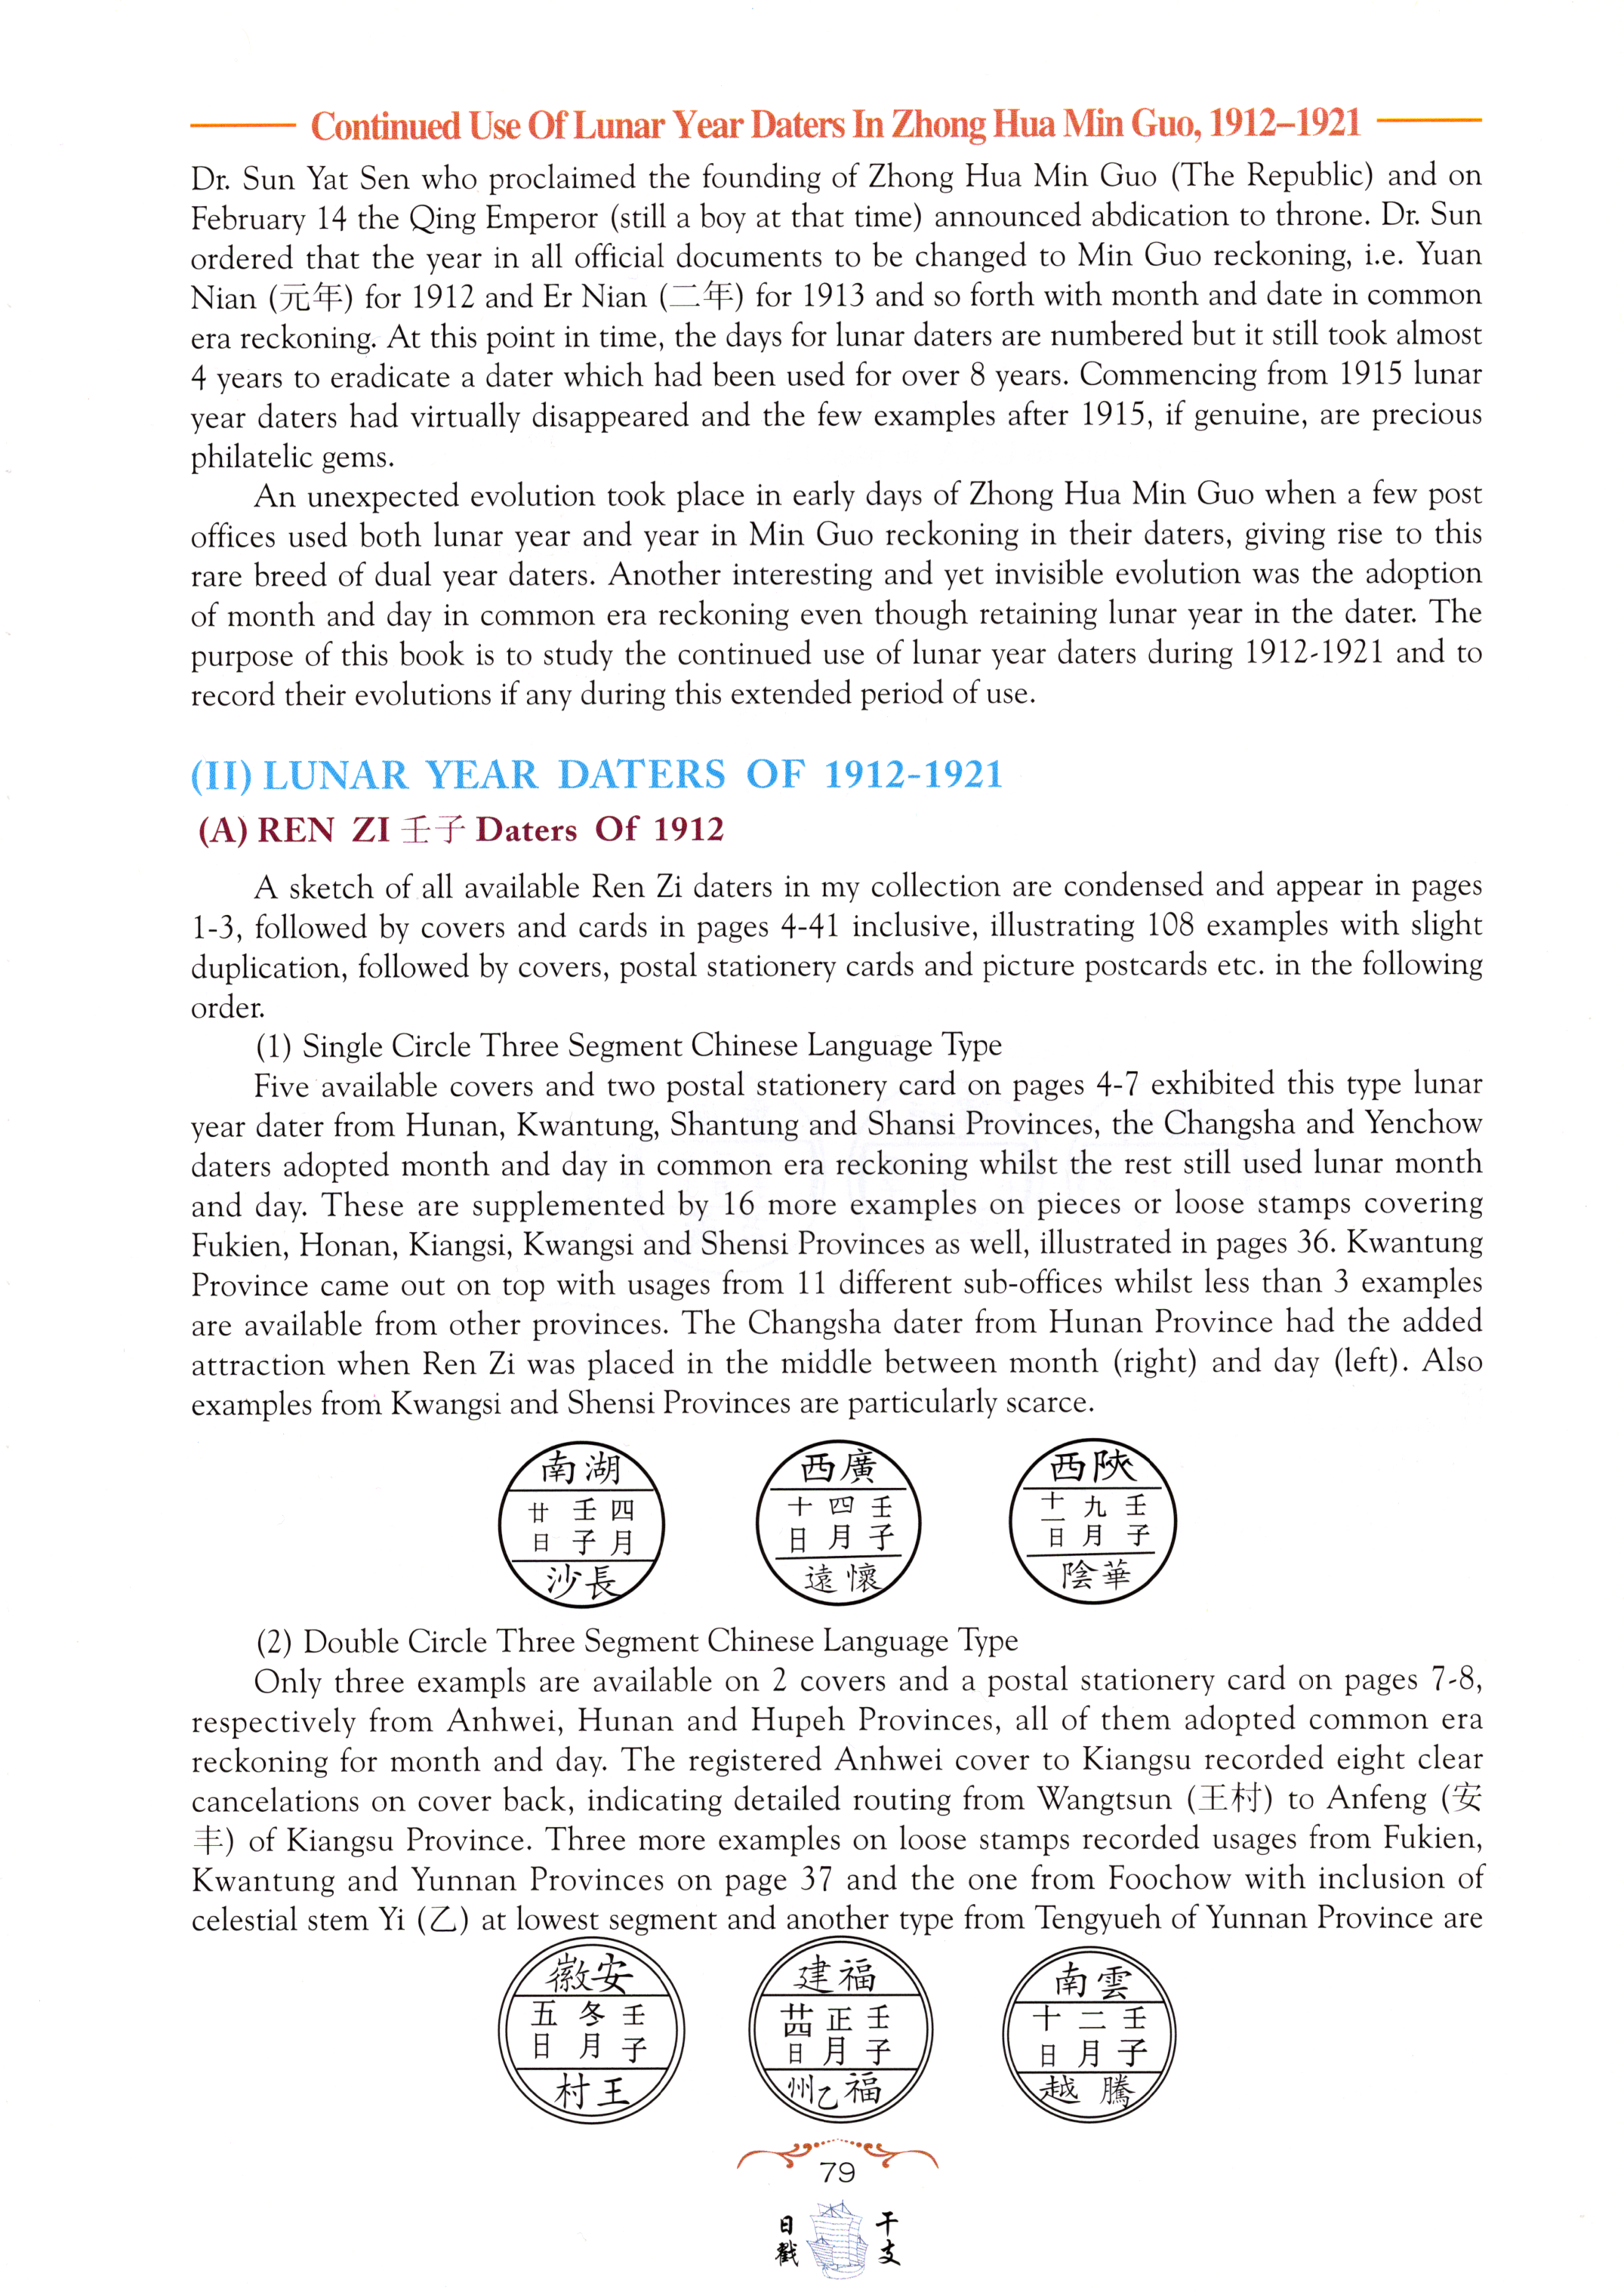 Continued Use Of Lunar Year Daters In Zhong Hua Min Guo, 1912–1921
Dr. Sun Yat Sen who proclaimed the founding of Zhong Hua Min Guo (The Republic) and on
February 14 the Qing Emperor (still a boy at that time) announced abdication to throne. Dr. Sun
ordered that the year in all official documents to be changed to Min Guo reckoning, i.e. Yuan
Nian (元年) for 1912 and Er Nian (二年) for 1913 and so forth with month and date in common
era reckoning. At this point in time, the days for lunar daters are numbered but it still took almost
4 years to eradicate a dater which had been used for over 8 years. Commencing from 1915 lunar
year daters had virtually disappeared and the few examples after 1915, if genuine, are precious
philatelic gems.
An unexpected evolution took place in early days of Zhong Hua Min Guo when a few post
offices used both lunar year and year in Min Guo reckoning in their daters, giving rise to this
rare breed of dual year daters. Another interesting and yet invisible evolution was the adoption
of month and day in common era reckoning even though retaining lunar year in the dater. The
purpose of this book is to study the continued use of lunar year daters during 1912-1921 and to
record their evolutions if any during this extended period of use.
(II) LUNAR YEAR DATERS OF 1912-1921
(A) REN ZI 壬子 Daters Of 1912
A sketch of all available Ren Zi daters in my collection are condensed and appear in pages
1-3, followed by covers and cards in pages 4-41 inclusive, illustrating 108 examples with slight
duplication, followed by covers, postal stationery cards and picture postcards etc. in the following
order.
(1) Single Circle Three Segment Chinese Language Type
Five available covers and two postal stationery card on pages 4-7 exhibited this type lunar
year dater from Hunan, Kwantung, Shantung and Shansi Provinces, the Changsha and Yenchow
daters adopted month and day in common era reckoning whilst the rest still used lunar month
and day. These are supplemented by 16 more examples on pieces or loose stamps covering
Fukien, Honan, Kiangsi, Kwangsi and Shensi Provinces as well, illustrated in pages 36. Kwantung
Province came out on top with usages from 11 different sub-offices whilst less than 3 examples
are available from other provinces. The Changsha dater from Hunan Province had the added
attraction when Ren Zi was placed in the middle between month (right) and day (left). Also
examples from Kwangsi and Shensi Provinces are particularly scarce.
南湖
廿壬四
日子月
沙長
西廣
十四壬
日月子
遠懷
西陝
十一九壬
日月子
陰華
(2) Double Circle Three Segment Chinese Language Type
Only three exampls are available on 2 covers and a postal stationery card on pages 7-8,
respectively from Anhwei, Hunan and Hupeh Provinces, all of them adopted common era
reckoning for month and day. The registered Anhwei cover to Kiangsu recorded eight clear
cancelations on cover back, indicating detailed routing from Wangtsun (王村) to Anfeng (安
丰) of Kiangsu Province. Three more examples on loose stamps recorded usages from Fukien,
Kwantung and Yunnan Provinces on page 37 and the one from Foochow with inclusion of
celestial stem Yi (乙) at lowest segment and another type from Tengyueh of Yunnan Province are
徽安
五冬壬
日月子
村王
建福
廿四正壬
日月子
州乙福
南雲
十二壬
日月子
越騰
79
干支
日戳